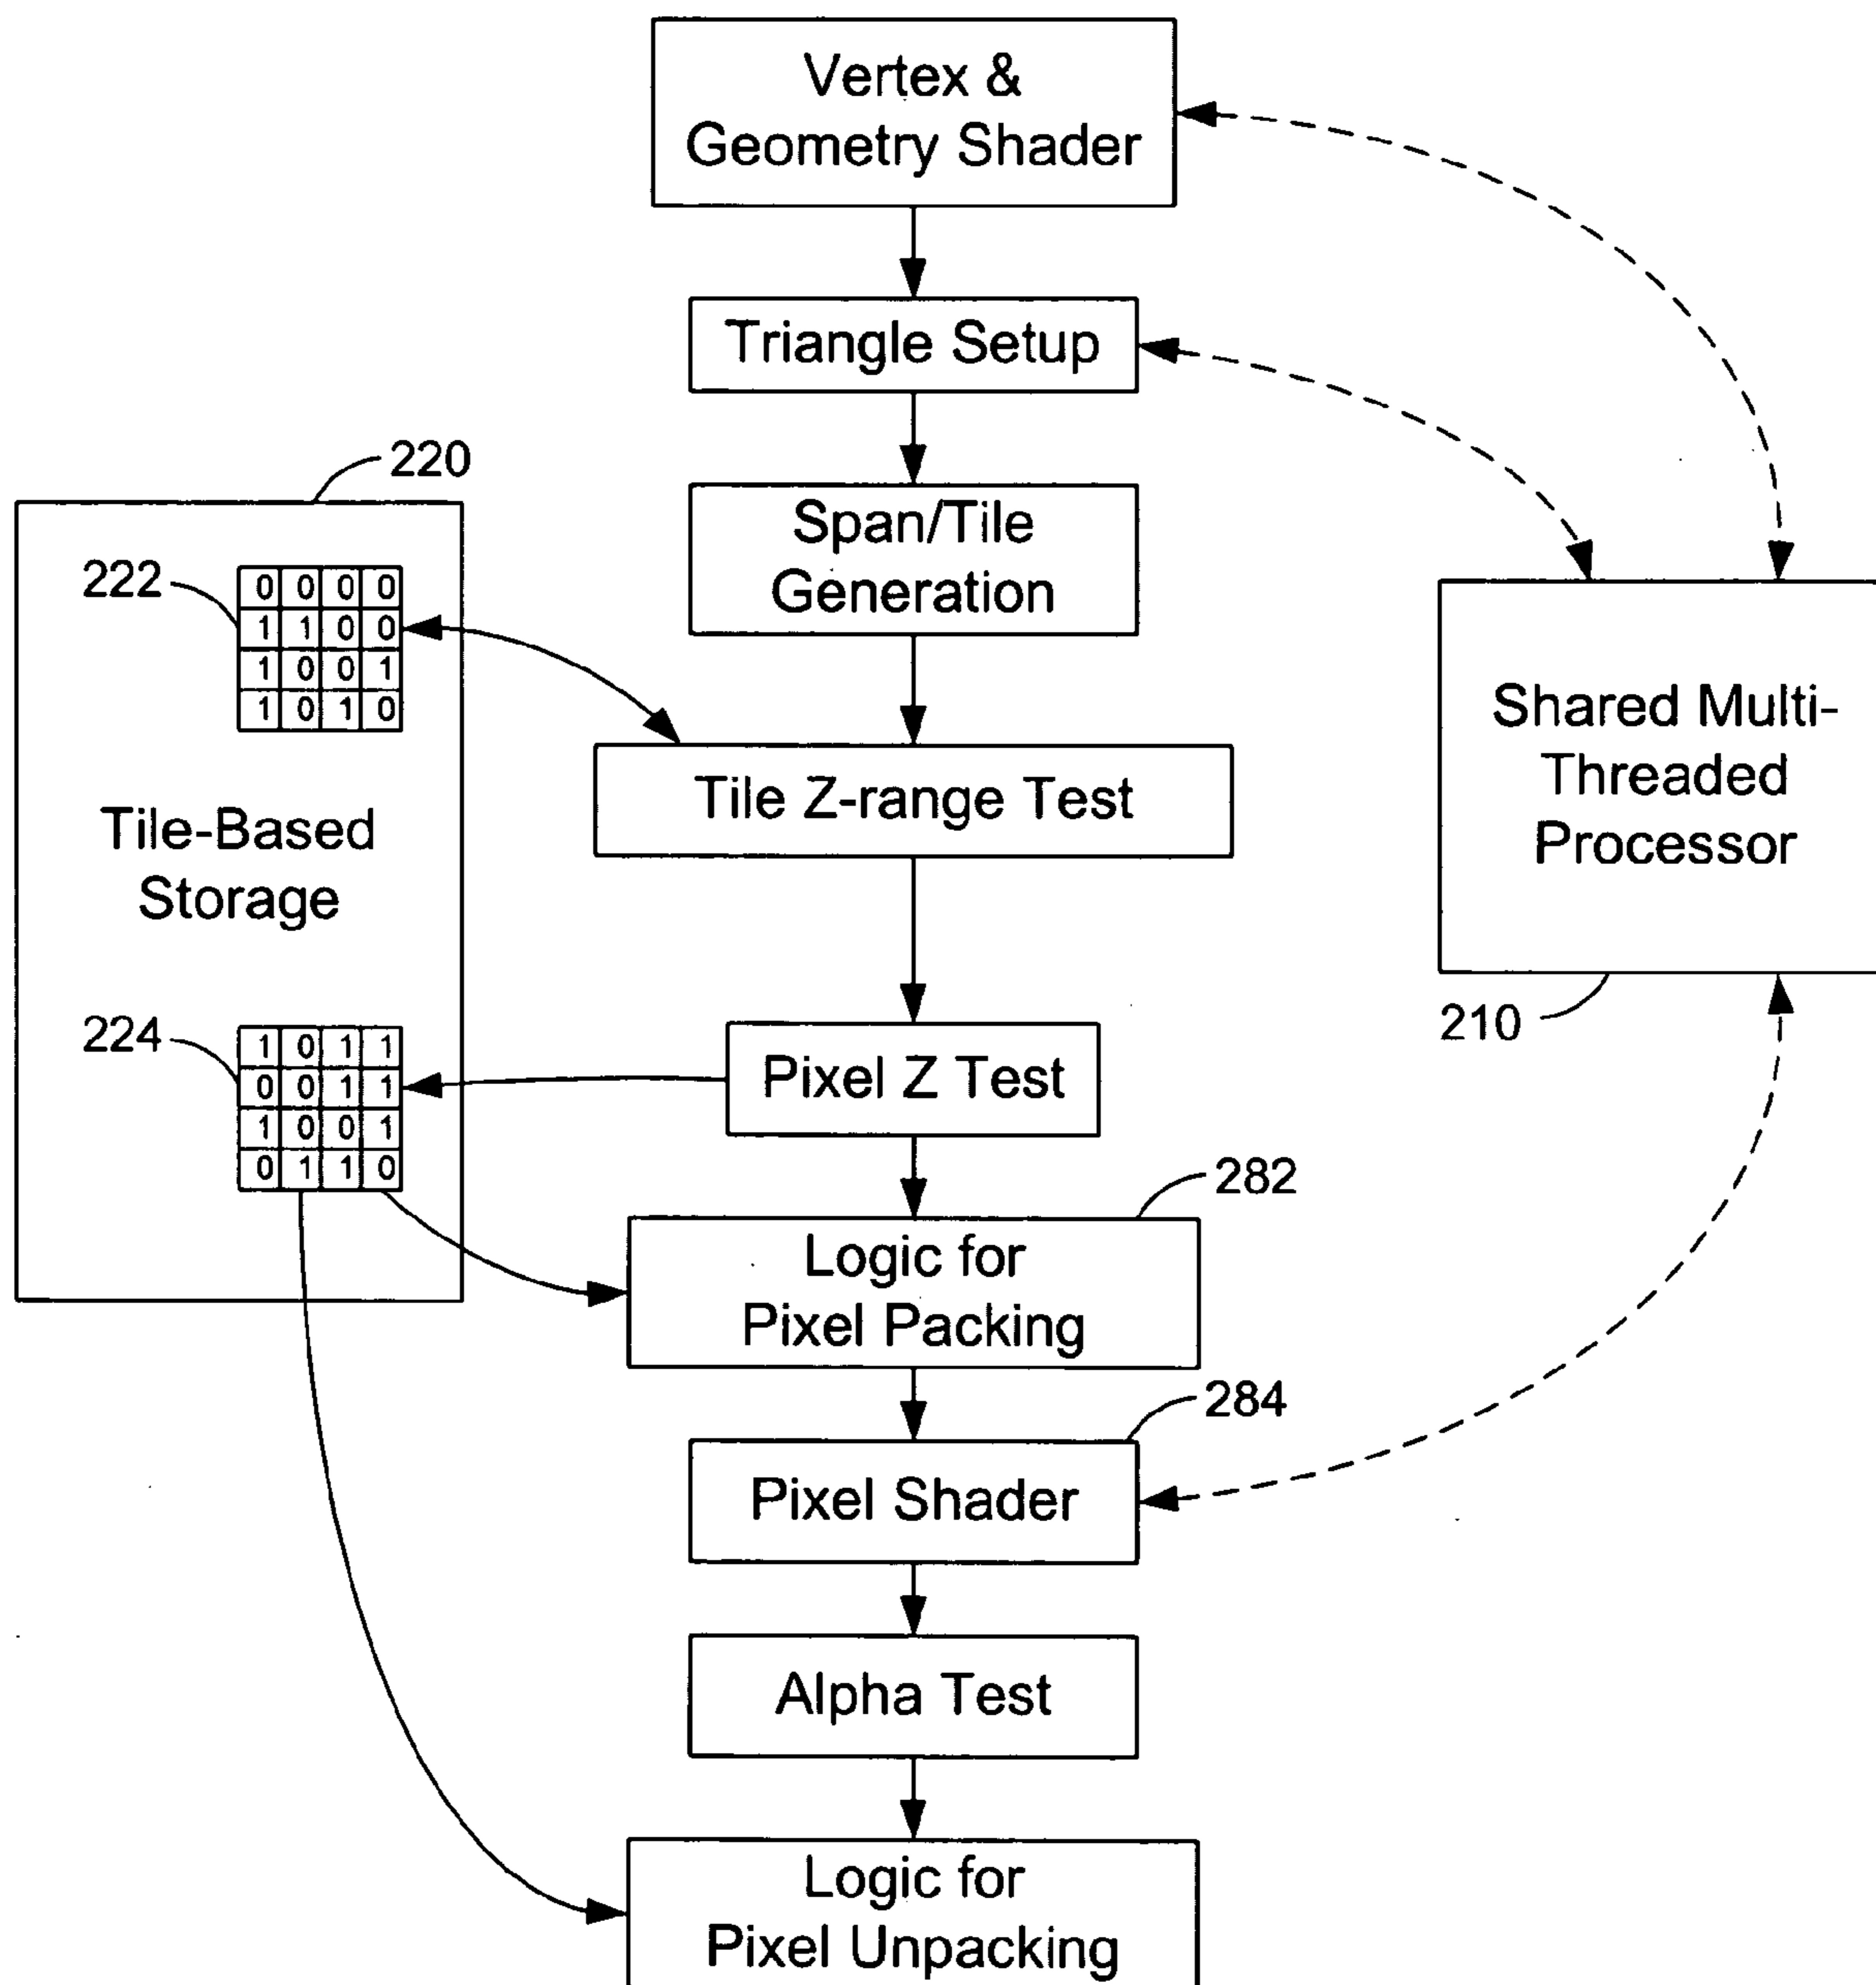 Vertex &
Geometry Shader
Triangle Setup
220
Span/Tile
Generation
222
0 0 0 0
1 1 0 0
1 0 0 1
1 0 1 0
Tile Z-range Test
Shared Multi-
Threaded
Processor
210
Tile-Based
Storage
224
1 0 1 1
0 0 1 1
1 0 0 1
0 1 1 0
Pixel Z Test
282
Logic for
Pixel Packing
284
Pixel Shader
Alpha Test
Logic for
Pixel Unpacking